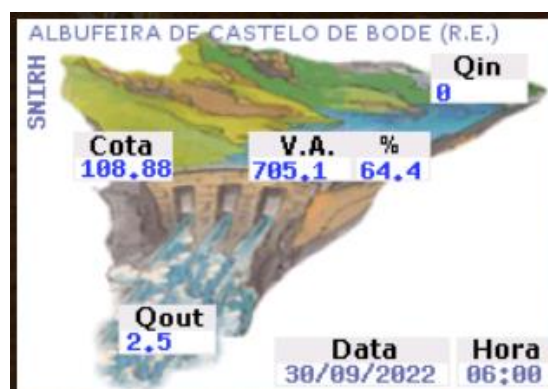 ALBUFEIRA DE CASTELO DE BODE (R.E.)
SNIRH
Qin
0
Cota
108.88
V.A. %
705.1 64.4
Qout
2.5
Data Hora
30/09/2022 06:00